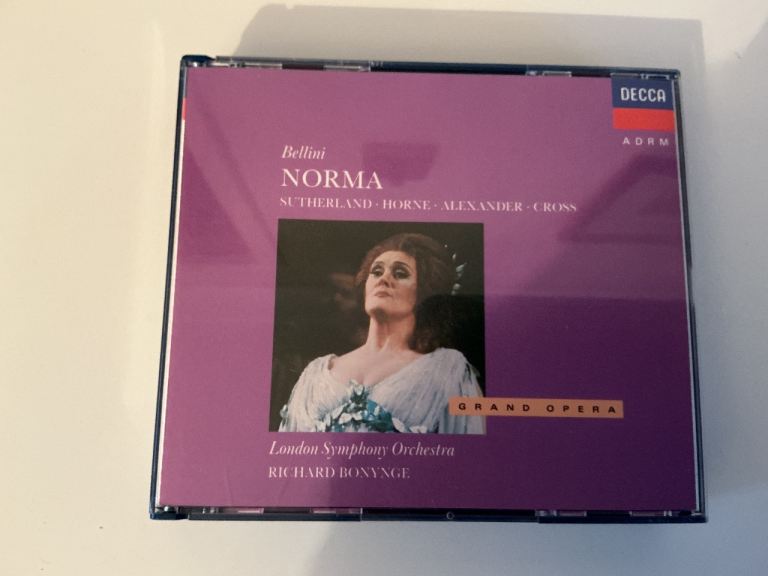 DECCA
ADRM
Bellini
NORMA
SUTHERLAND · HORNE · ALEXANDER · CROSS
GRAND OPERA
London Symphony Orchestra
RICHARD BONYNGE